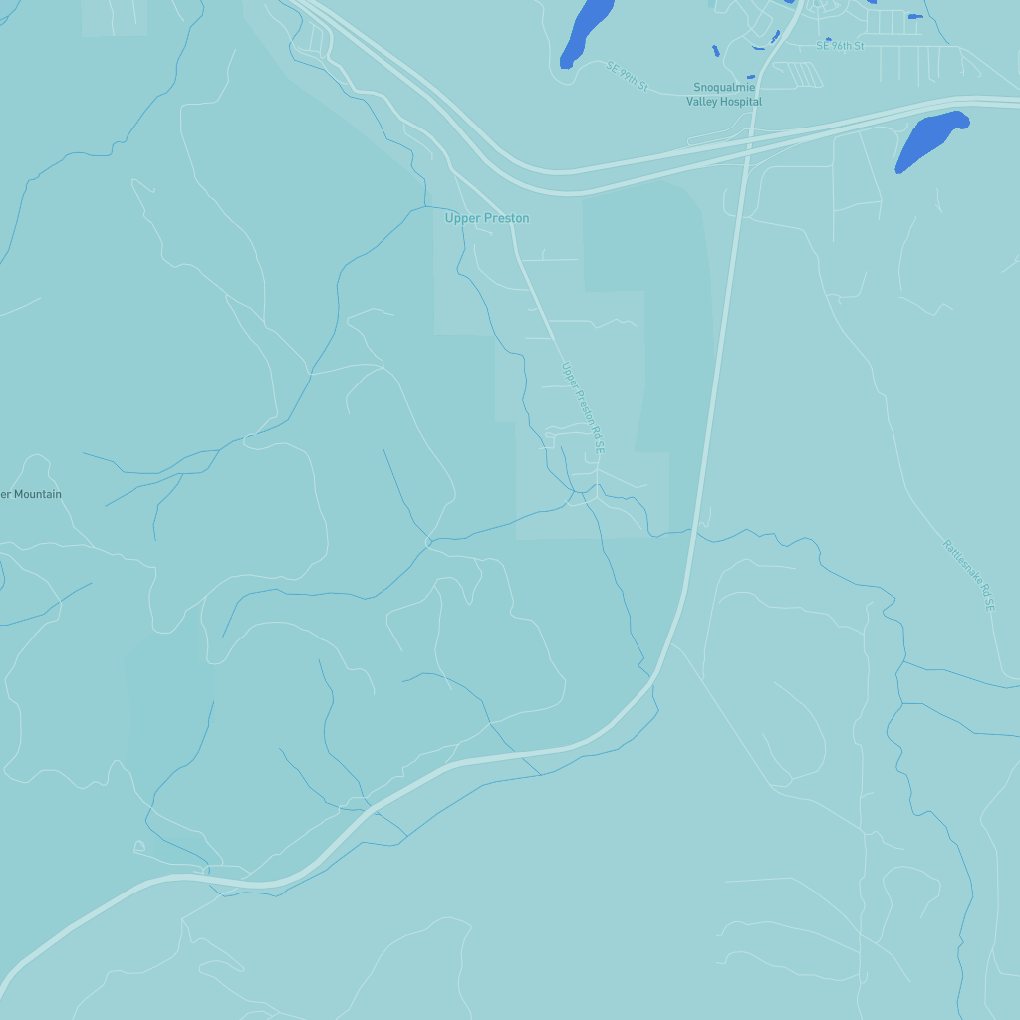 SE 96th St
SE 99th St
Snoqualmie
Valley Hospital
Upper Preston
Upper Preston Rd SE
er Mountain
Rattlesnake Rd SE